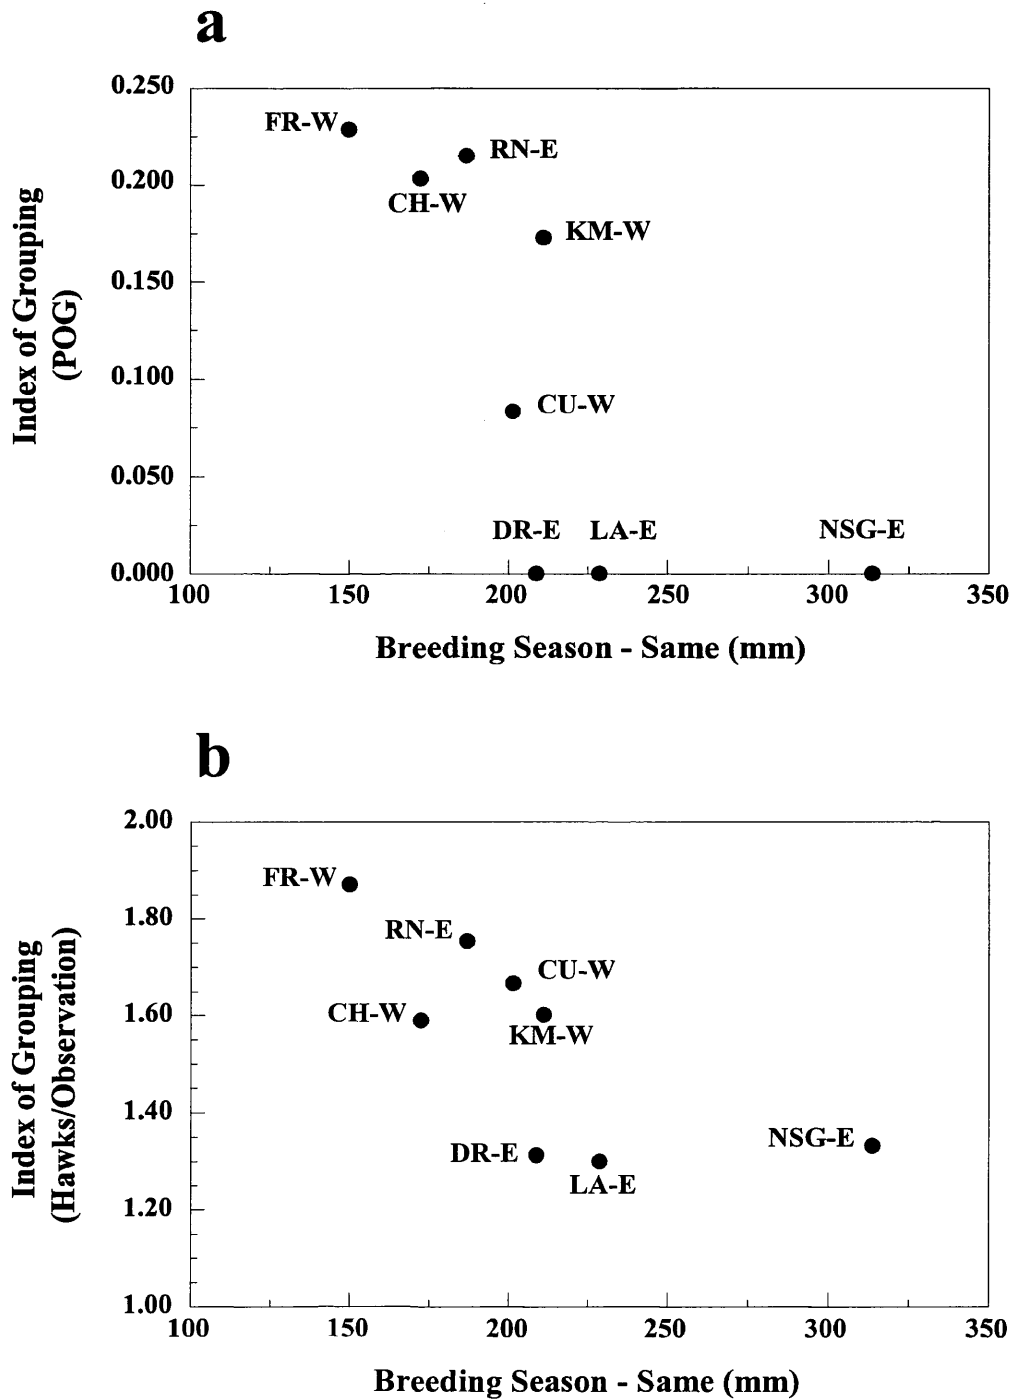 a
0.250
FR-W
RN-E
0.200
CH-W
KM-W
0.150
Index of Grouping
(POG)
0.100
CU-W
0.050
DR-E LA-E NSG-E
0.000
100 150 200 250 300 350
Breeding Season - Same (mm)
b
2.00
FR-W
1.80
RN-E
CU-W
1.60
CH-W
KM-W
Index of Grouping
(Hawks/Observation)
1.40
NSG-E
DR-E
LA-E
1.20
1.00
100 150 200 250 300 350
Breeding Season - Same (mm)